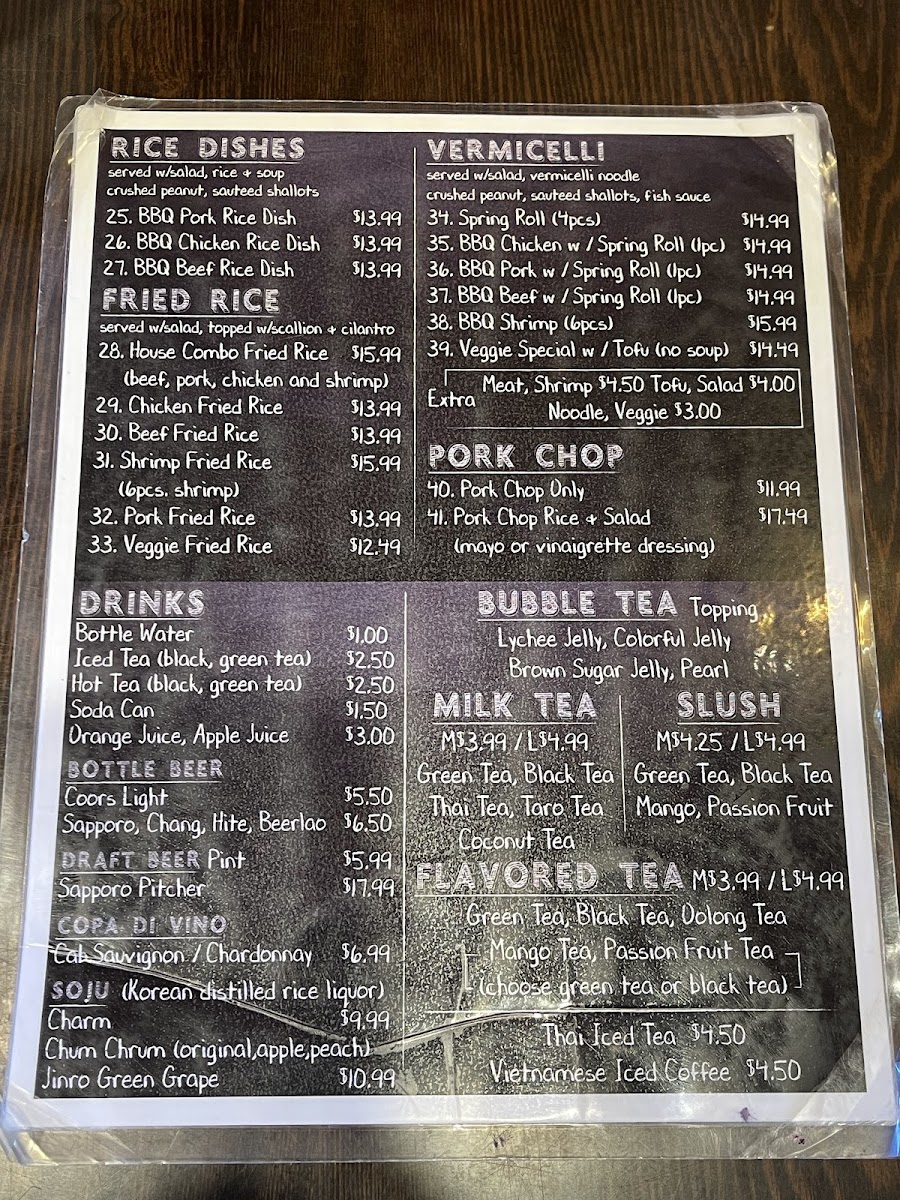 RICE DISHES
served w/salad, rice + soup
crushed peanut, sauteed shallots
25. BBQ Pork Rice Dish $13.99
26. BBQ Chicken Rice Dish $13.99
27. BBQ Beef Rice Dish $13.99
FRIED RICE
served w/salad, topped w/scallion + cilantro
28. House Combo Fried Rice $15.99
(beef, pork, chicken and shrimp)
29. Chicken Fried Rice $13.99
30. Beef Fried Rice $13.99
31. Shrimp Fried Rice $15.99
(6pcs. shrimp)
32. Pork Fried Rice $13.99
33. Veggie Fried Rice $12.49
VERMICELLI
served w/salad, vermicelli noodle
crushed peanut, sauteed shallots, fish sauce
34. Spring Roll (4pcs) $14.99
35. BBQ Chicken w / Spring Roll (1pc) $14.99
36. BBQ Pork w / Spring Roll (1pc) $14.99
37. BBQ Beef w / Spring Roll (1pc) $14.99
38. BBQ Shrimp (6pcs) $15.99
39. Veggie Special w / Tofu (no soup) $14.49
Extra
Meat, Shrimp $4.50 Tofu, Salad $4.00
Noodle, Veggie $3.00
PORK CHOP
40. Pork Chop Only $11.99
41. Pork Chop Rice + Salad $17.49
(mayo or vinaigrette dressing)
DRINKS
Bottle Water $1.00
Iced Tea (black, green tea) $2.50
Hot Tea (black, green tea) $2.50
Soda Can $1.50
Orange Juice, Apple Juice $3.00
BOTTLE BEER
Coors Light $5.50
Sapporo, Chang, Hite, Beerlao $6.50
DRAFT BEER Pint $5.99
Sapporo Pitcher $17.99
COPA DI VINO
Cab Sauvignon / Chardonnay $6.99
SOJU (Korean distilled rice liquor)
Charm $9.99
Chum Chrum (original,apple,peach)
Jinro Green Grape $10.99
BUBBLE TEA Topping
Lychee Jelly, Colorful Jelly
Brown Sugar Jelly, Pearl
MILK TEA
M$3.99 / L$4.99
Green Tea, Black Tea
Thai Tea, Taro Tea
Coconut Tea
SLUSH
M$4.25 / L$4.99
Green Tea, Black Tea
Mango, Passion Fruit
FLAVORED TEA M$3.99 / L$4.99
Green Tea, Black Tea, Oolong Tea
Mango Tea, Passion Fruit Tea
(choose green tea or black tea)
Thai Iced Tea $4.50
Vietnamese Iced Coffee $4.50